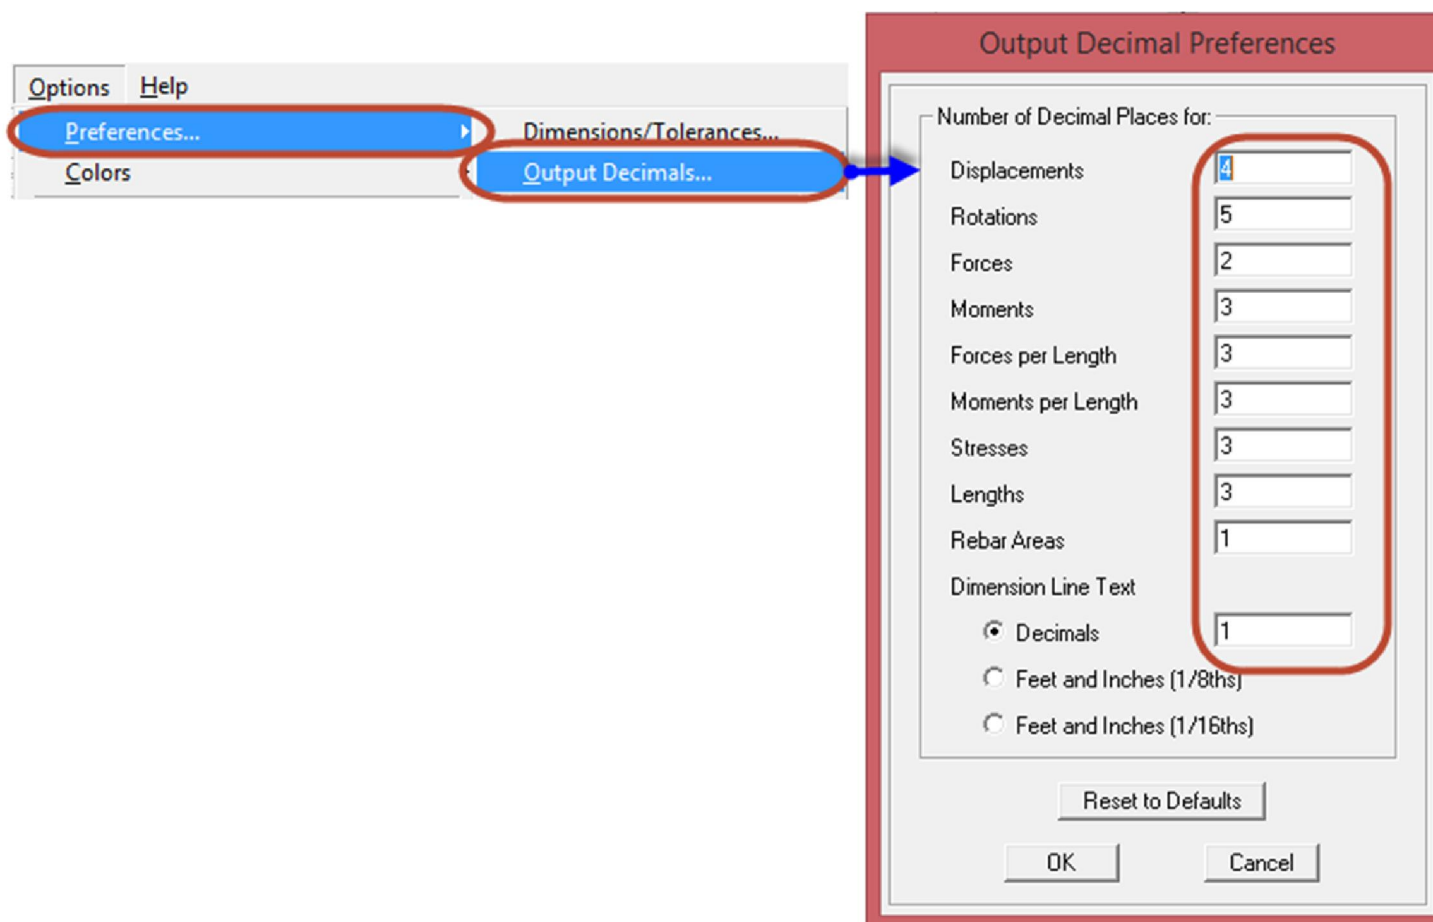 Options Help
Preferences...
Colors
Dimensions/Tolerances...
Output Decimals...
Output Decimal Preferences
Number of Decimal Places for:
Displacements 4
Rotations 5
Forces 2
Moments 3
Forces per Length 3
Moments per Length 3
Stresses 3
Lengths 3
Rebar Areas 1
Dimension Line Text
Decimals 1
Feet and Inches (1/8ths)
Feet and Inches (1/16ths)
Reset to Defaults
OK Cancel